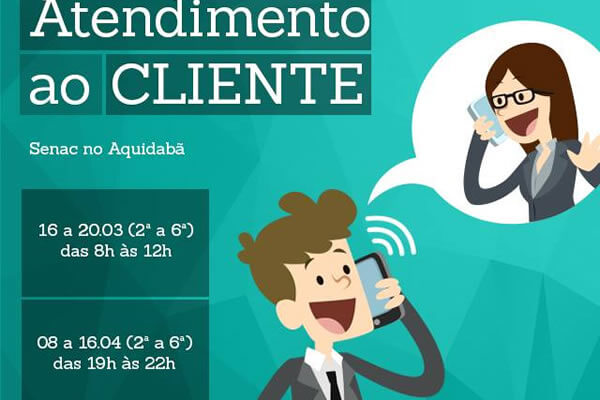 Atendimento
ao CLIENTE
Senac no Aquidabã
16 a 20.03 (2ª a 6ª)
das 8h às 12h
08 a 16.04 (2ª a 6ª)
das 19h às 22h